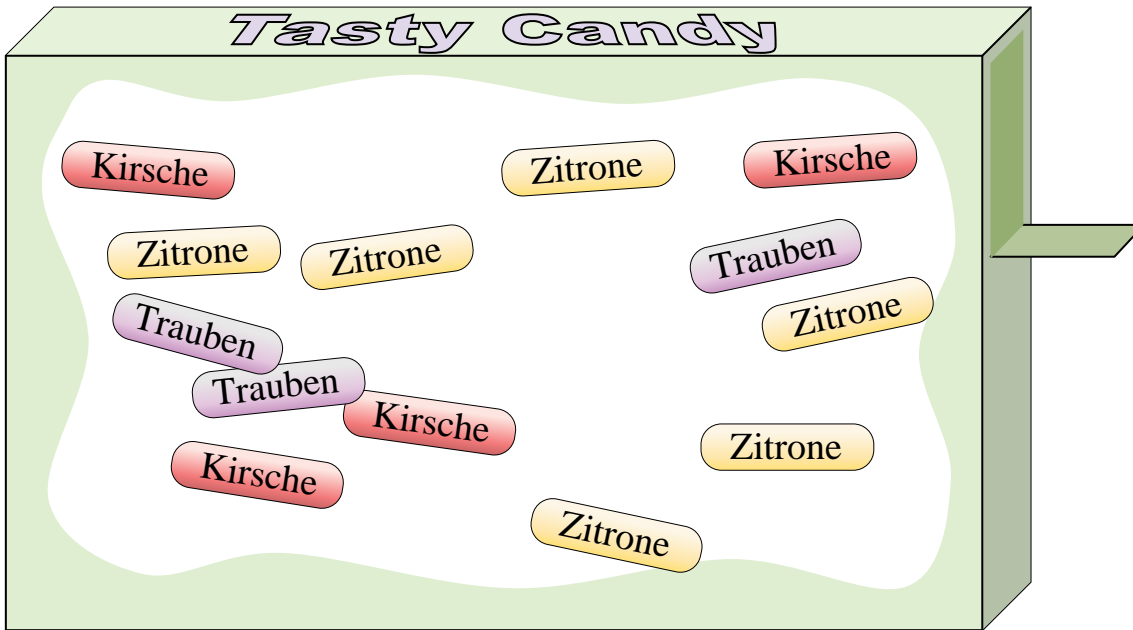 Tasty Candy
Kirsche
Zitrone
Kirsche
Zitrone
Zitrone
Trauben
Zitrone
Trauben
Trauben
Kirsche
Zitrone
Kirsche
Zitrone